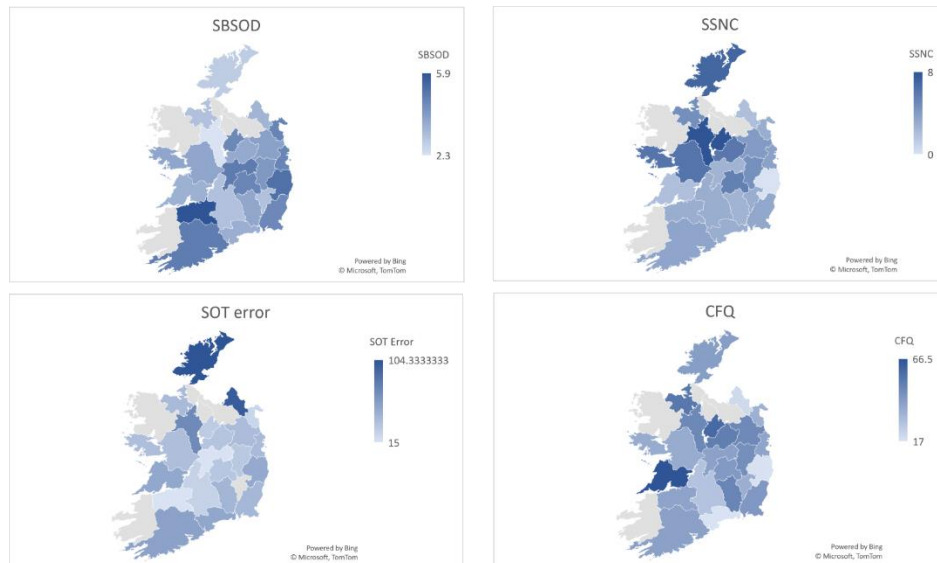 SBSOD
SBSOD
5.9
2.3
Powered by Bing
© Microsoft, TomTom
SSNC
SSNC
8
0
Powered by Bing
© Microsoft, TomTom
SOT error
SOT Error
104.3333333
15
Powered by Bing
© Microsoft, TomTom
CFQ
CFQ
66.5
17
Powered by Bing
© Microsoft, TomTom